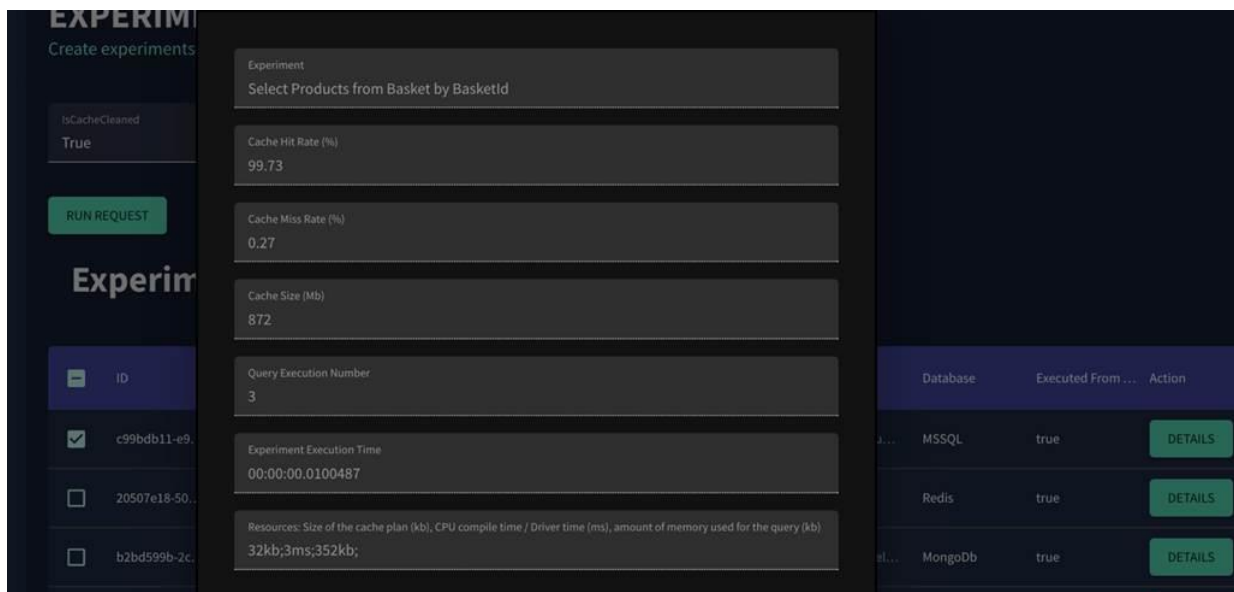 EXPERIM
Create experiments
IsCacheCleaned
True
RUN REQUEST
Experim
Experiment
Select Products from Basket by BasketId
Cache Hit Rate (%)
99.73
Cache Miss Rate (%)
0.27
Cache Size (Mb)
872
Query Execution Number
3
Experiment Execution Time
00:00:00.0100487
Resources: Size of the cache plan (kb), CPU compile time / Driver time (ms), amount of memory used for the query (kb)
32kb;3ms;352kb;
ID Database Executed From ... Action
c99bdb11-e9... MSSQL true DETAILS
20507e18-50... Redis true DETAILS
b2bd599b-2c... MongoDb true DETAILS